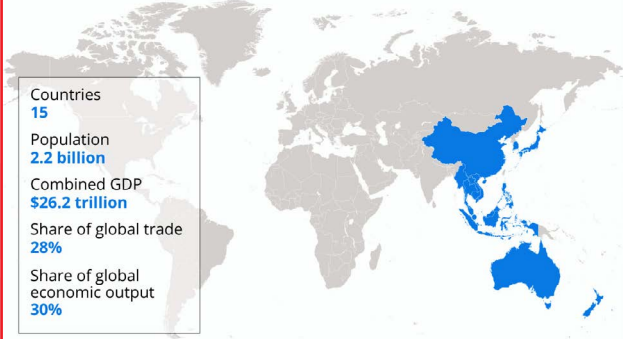 Countries
15
Population
2.2 billion
Combined GDP
$26.2 trillion
Share of global trade
28%
Share of global
economic output
30%